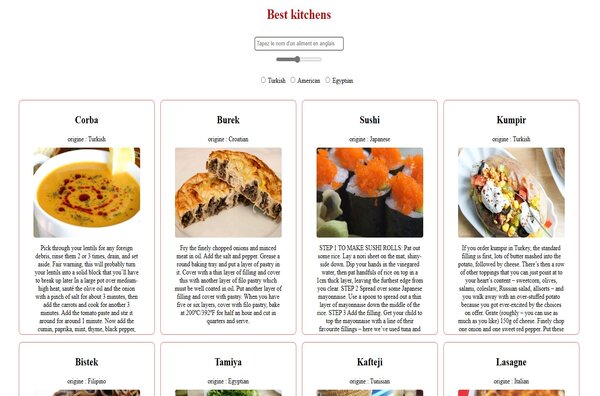 Best kitchens
Tapez le nom d'un aliment en anglais
Turkish American Egyptian
Corba
origine : Turkish
Pick through your lentils for any foreign
debris, rinse them 2 or 3 times, drain, and set
aside. Fair warning, this will probably turn
your lentils into a solid block that you'll have
to break up later In a large pot over medium-
high heat, sauté the olive oil and the onion
with a pinch of salt for about 3 minutes, then
add the carrots and cook for another 3
minutes. Add the tomato paste and stir it
around for around 1 minute. Now add the
cumin, paprika, mint, thyme, black pepper,
Burek
origine : Croatian
Fry the finely chopped onions and minced
meat in oil. Add the salt and pepper. Grease a
round baking tray and put a layer of pastry in
it. Cover with a thin layer of filling and cover
this with another layer of filo pastry which
must be well coated in oil. Put another layer of
filling and cover with pastry. When you have
five or six layers, cover with filo pastry, bake
at 200ºC/392ºF for half an hour and cut in
quarters and serve.
Sushi
origine : Japanese
STEP 1 TO MAKE SUSHI ROLLS: Pat out
some rice. Lay a nori sheet on the mat, shiny-
side down. Dip your hands in the vinegared
water, then pat handfuls of rice on top in a
1cm thick layer, leaving the furthest edge from
you clear. STEP 2 Spread over some Japanese
mayonnaise. Use a spoon to spread out a thin
layer of mayonnaise down the middle of the
rice. STEP 3 Add the filling. Get your child to
top the mayonnaise with a line of their
favourite fillings – here we've used tuna and
Kumpir
origine : Turkish
If you order kumpir in Turkey, the standard
filling is first, lots of butter mashed into the
potato, followed by cheese. There's then a row
of other toppings that you can just point at to
your heart's content – sweetcorn, olives,
salami, coleslaw, Russian salad, allsorts – and
you walk away with an over-stuffed potato
because you got ever-excited by the choices
on offer. Grate (roughly – you can use as
much as you like) 150g of cheese. Finely chop
one onion and one sweet red pepper. Put these
Bistek
origine : Filipino
Tamiya
origine : Egyptian
Kafteji
origine : Tunisian
Lasagne
origine : Italian